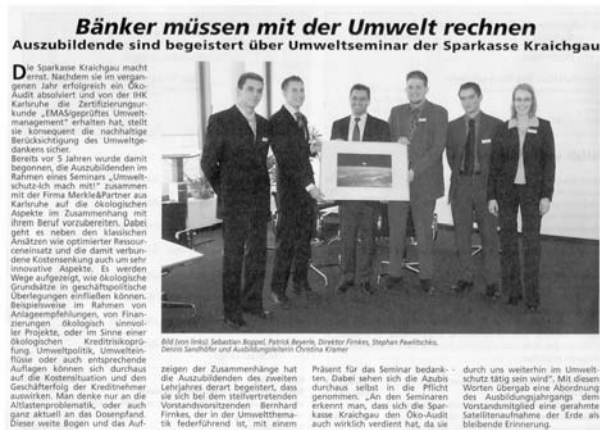 Bänker müssen mit der Umwelt rechnen
Auszubildende sind begeistert über Umweltseminar der Sparkasse Kraichgau
Die Sparkasse Kraichgau macht
ernst. Nachdem sie im vergan-
genen Jahr erfolgreich ein Öko-
Audit absolviert und von der IHK
Karlsruhe die Zertifizierungsur-
kunde „EMAS/geprüftes Umwelt-
management" erhalten hat, stellt
sie konsequent die nachhaltige
Berücksichtigung des Umweltge-
dankens sicher.
Bereits vor 5 Jahren wurde damit
begonnen, die Auszubildenden im
Rahmen eines Seminars „Umwelt-
schutz-Ich mach mit!" zusammen
mit der Firma Merkle&Partner aus
Karlsruhe auf die ökologischen
Aspekte im Zusammenhang mit
ihrem Beruf vorzubereiten. Dabei
geht es neben den klassischen
Ansätzen wie optimierter Ressour-
ceneinsatz und die damit verbun-
dene Kostensenkung auch um sehr
innovative Aspekte. Es werden
Wege aufgezeigt, wie ökologische
Grundsätze in geschäftspolitische
Überlegungen einfließen können.
Beispielsweise im Rahmen von
Anlageempfehlungen, von Finan-
zierungen ökologisch sinnvol-
ler Projekte, oder im Sinne einer
ökologischen Kreditrisikoprü-
fung. Umweltpolitik, Umweltein-
flüsse oder auch entsprechende
Auflagen können sich durchaus
auf die Kostensituation und den
Geschäftserfolg der Kreditnehmer
auswirken. Man denke nur an die
Altlastenproblematik, oder auch
ganz aktuell an das Dosenpfand.
Dieser weite Bogen und das Auf-
Bild (von links): Sebastian Boppel, Patrick Beyerle, Direktor Firnkes, Stephan Pawlitschko,
Dennis Sandhöfer und Ausbildungsleiterin Christina Kramer
zeigen der Zusammenhänge hat
die Auszubildenden des zweiten
Lehrjahres derart begeistert, dass
sie sich bei dem stellvertretenden
Vorstandsvorsitzenden Bernhard
Firnkes, der in der Umweltthema-
tik federführend ist, mit einem
Präsent für das Seminar bedank-
ten. Dabei sehen sich die Azubis
durchaus selbst in die Pflicht
genommen. „An den Seminaren
erkennt man, dass sich die Spar-
kasse Kraichgau den Öko-Audit
auch wirklich verdient hat, da sie
durch uns weiterhin im Umwelt-
schutz tätig sein wird". Mit diesen
Worten übergab eine Abordnung
des Ausbildungsjahrgangs dem
Vorstandsmitglied eine gerahmte
Satellitenaufnahme der Erde als
bleibende Erinnerung.